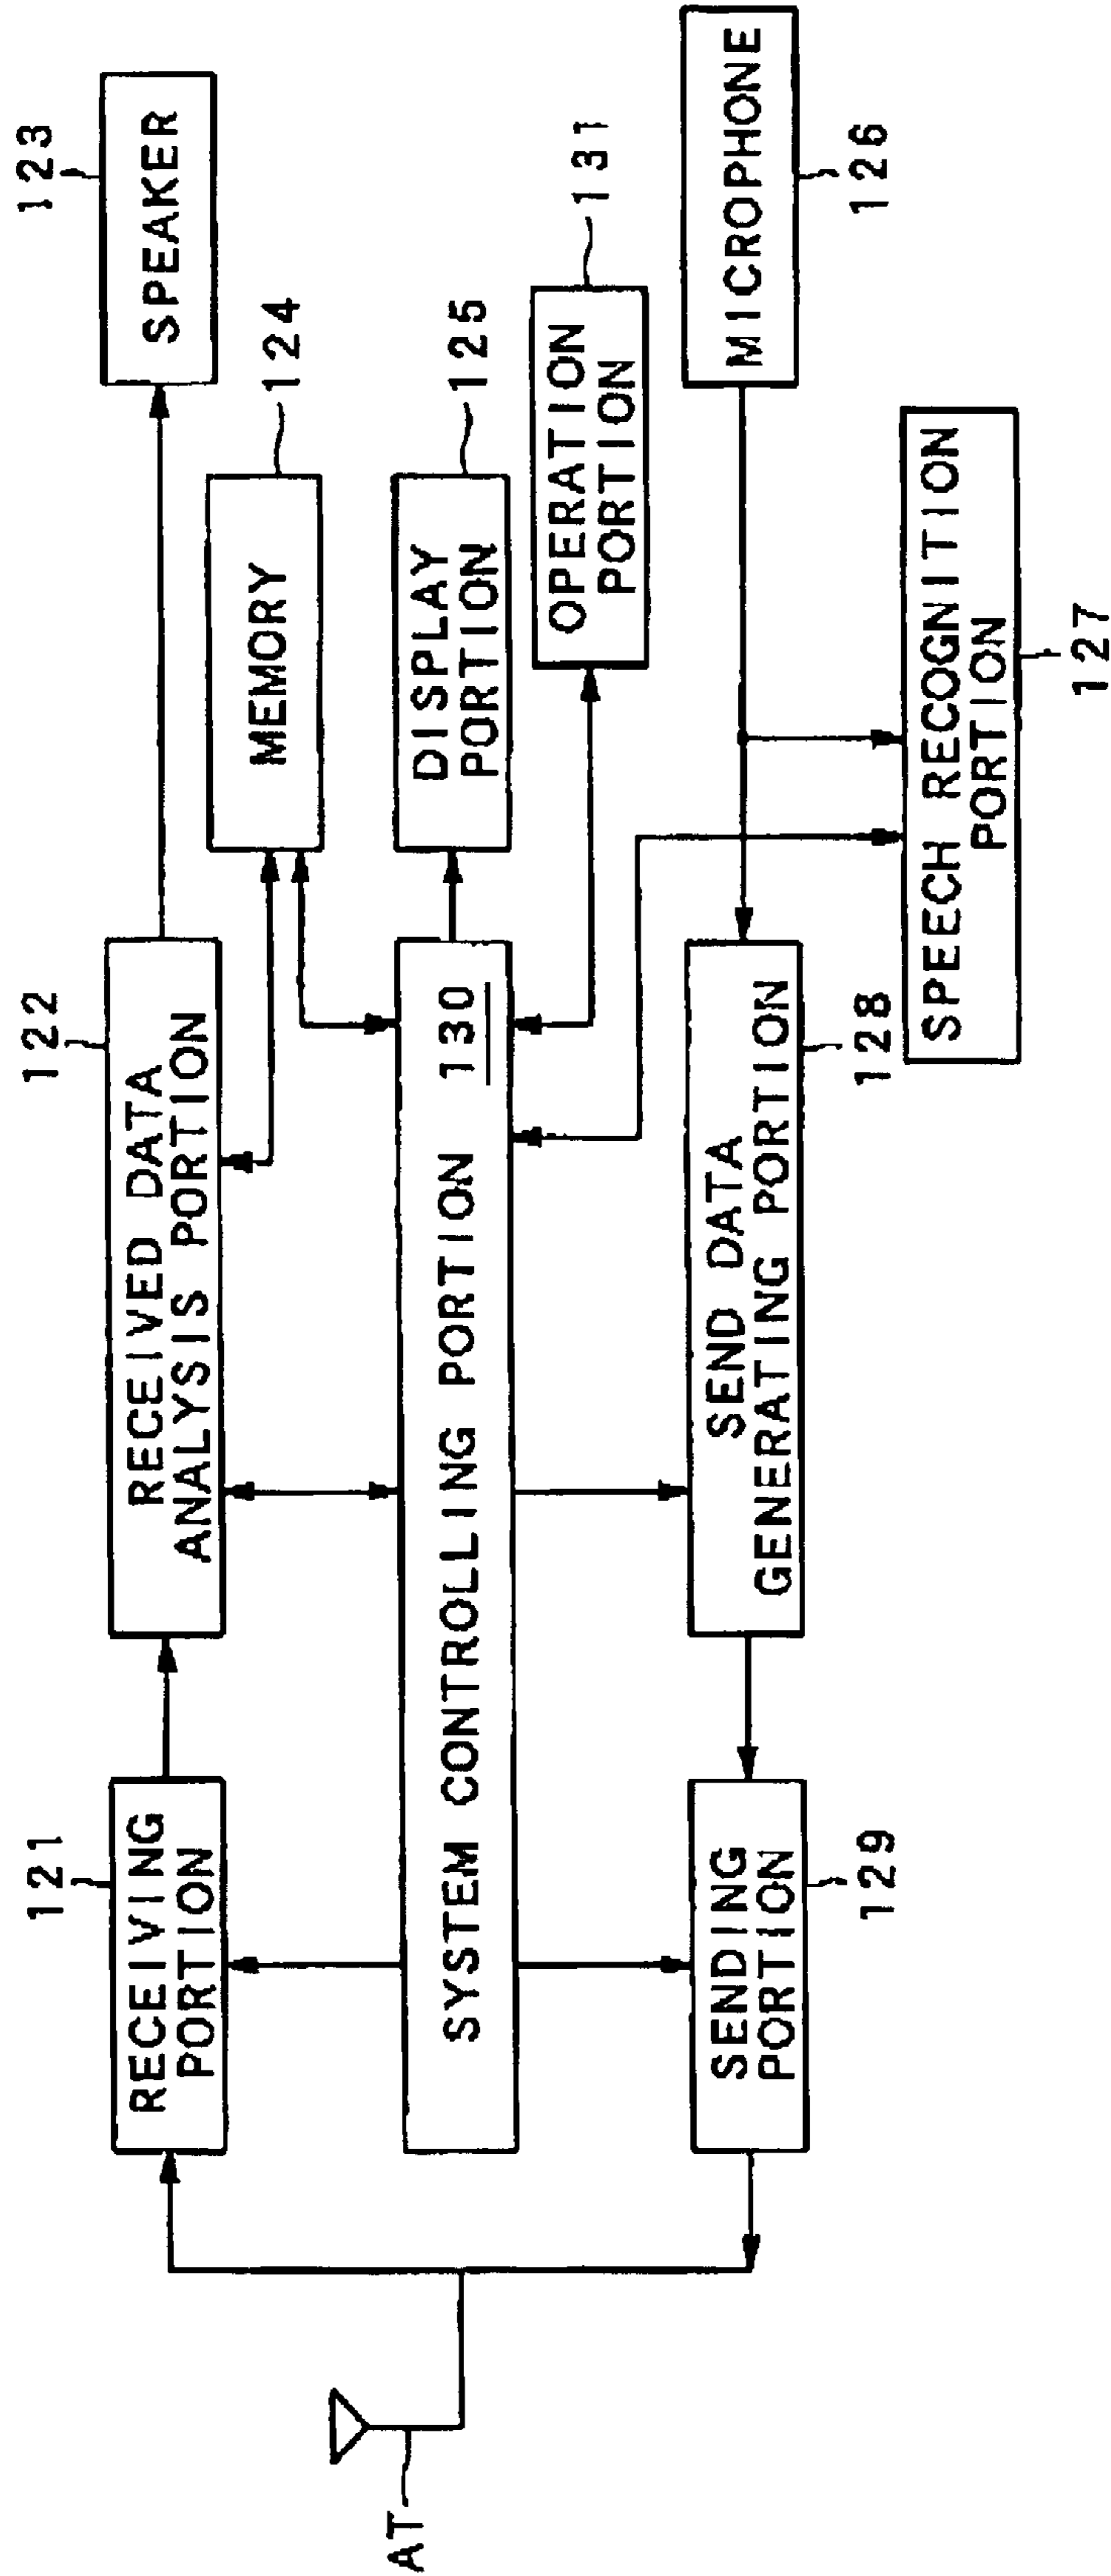 123
SPEAKER
122
RECEIVED DATA
ANALYSIS PORTION
121
RECEIVING
PORTION
124
MEMORY
125
DISPLAY
PORTION
131
OPERATION
PORTION
SYSTEM CONTROLLING PORTION 130
AT
MICROPHONE
126
SEND DATA
GENERATING PORTION
128
SENDING
PORTION
129
SPEECH RECOGNITION
PORTION
127